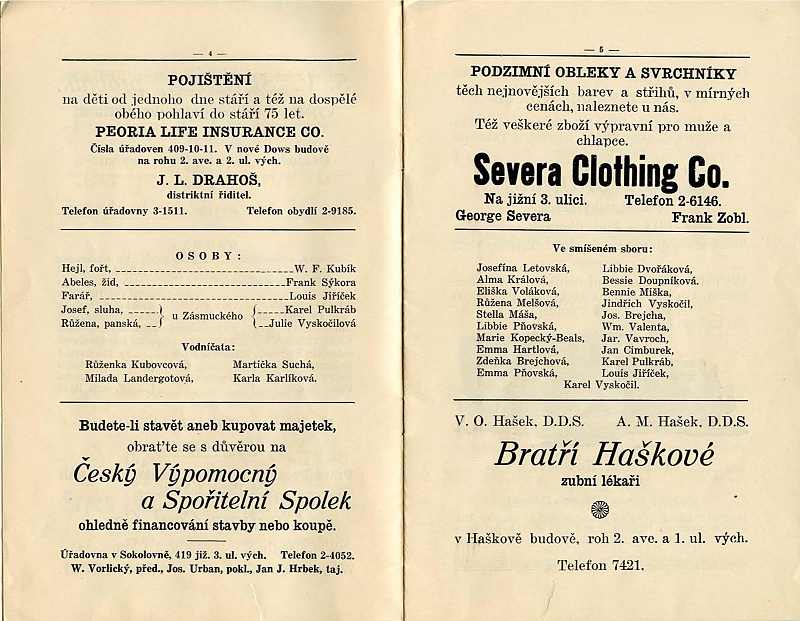 — 4 —
POJIŠTĚNÍ
na děti od jednoho dne stáří a též na dospělé
obého pohlaví do stáří 75 let.
PEORIA LIFE INSURANCE CO.
Čísla úřadoven 409-10-11. V nové Dows budově
na rohu 2. ave. a 2. ul. vých.
J. L. DRAHOŠ,
distriktní řiditel.
Telefon úřadovny 3-1511. Telefon obydlí 2-9185.
OSOBY:
Hejl, fořt, W. F. Kubík
Abeles, žid, Frank Sýkora
Farář, Louis Jiříček
Josef, sluha, } u Zásmuckého { Karel Pulkráb
Růžena, panská, } { Julie Vyskočilová
Vodníčata:
Růženka Kubovcová, Martička Suchá,
Milada Landergotová, Karla Karlíková.
Budete-li stavět aneb kupovat majetek,
obrat'te se s důvěrou na
Český Výpomocný
a Spořitelní Spolek
ohledně financování stavby nebo koupě.
Úřadovna v Sokolovně, 419 již. 3. ul. vých. Telefon 2-4052.
W. Vorlický, před., Jos. Urban, pokl., Jan J. Hrbek, taj.
— 5 —
PODZIMNÍ OBLEKY A SVRCHNÍKY
těch nejnovějších barev a střihů, v mírných
cenách, naleznete u nás.
Též veškeré zboží výpravní pro muže a
chlapce.
Severa Clothing Co.
Na jižní 3. ulici. Telefon 2-6146.
George Severa Frank Zobl.
Ve smíšeném sboru:
Josefína Letovská, Libbie Dvořáková,
Alma Králová, Bessie Doupníková.
Eliška Voláková, Bennie Miška,
Růžena Melšová, Jindřich Vyskočil,
Stella Máša, Jos. Brejcha,
Libbie Pňovská, Wm. Valenta,
Marie Kopecký-Beals, Jar. Vavroch,
Emma Hartlová, Jan Cimburek,
Zdeňka Brejchová, Karel Pulkráb,
Emma Pňovská, Louis Jiříček,
Karel Vyskočil.
V. O. Hašek, D.D.S. A. M. Hašek, D.D.S.
Bratří Haškové
zubní lékaři
v Haškově budově, roh 2. ave. a 1. ul. vých.
Telefon 7421.